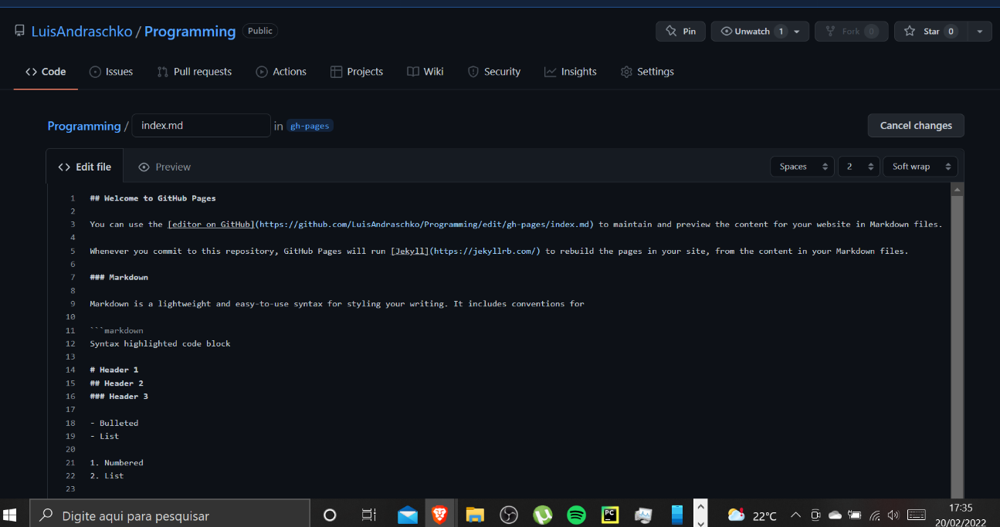 LuisAndraschko / Programming Public
Pin
Unwatch 1
Fork 0
Star 0
Code
Issues
Pull requests
Actions
Projects
Wiki
Security
Insights
Settings
Programming / index.md in gh-pages
Cancel changes
<> Edit file
Preview
Spaces
2
Soft wrap
1 ## Welcome to GitHub Pages
2
3 You can use the [editor on GitHub](https://github.com/LuisAndraschko/Programming/edit/gh-pages/index.md) to maintain and preview the content for your website in Markdown files.
4
5 Whenever you commit to this repository, GitHub Pages will run [Jekyll](https://jekyllrb.com/) to rebuild the pages in your site, from the content in your Markdown files.
6
7 ### Markdown
8
9 Markdown is a lightweight and easy-to-use syntax for styling your writing. It includes conventions for
10
11 ```markdown
12 Syntax highlighted code block
13
14 # Header 1
15 ## Header 2
16 ### Header 3
17
18 - Bulleted
19 - List
20
21 1. Numbered
22 2. List
23
Digite aqui para pesquisar
PC
22°C
17:35
20/02/2022